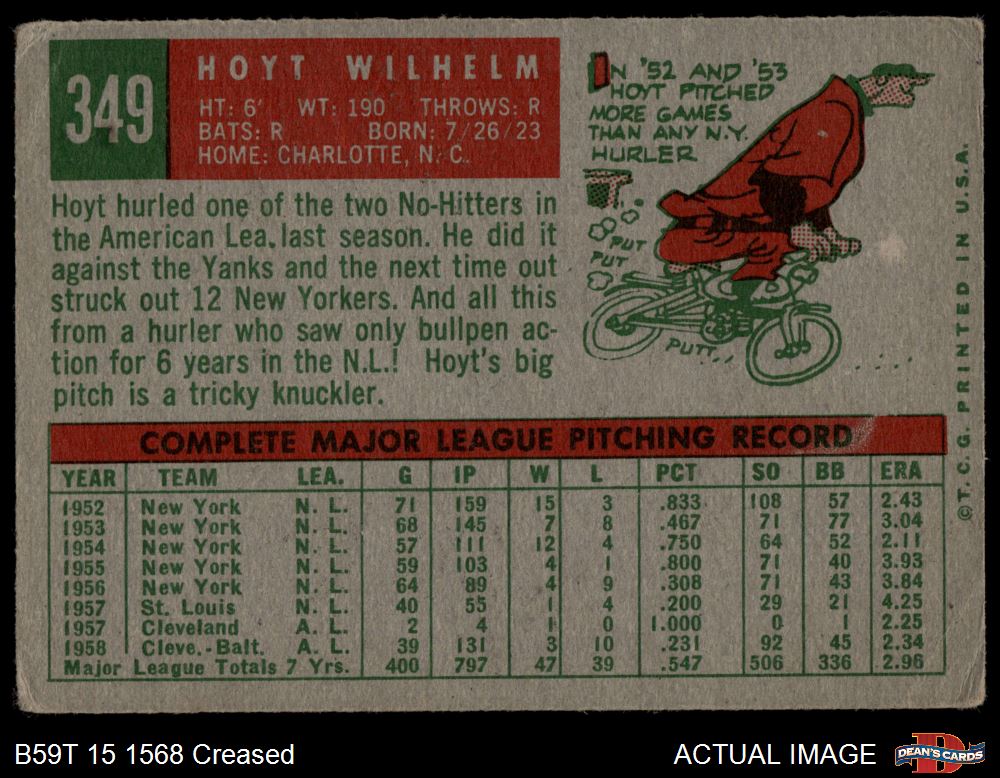 349
HOYT WILHELM
HT: 6' WT: 190 THROWS: R
BATS: R BORN: 7/26/23
HOME: CHARLOTTE, N. C.
IN '52 AND '53
HOYT PITCHED
MORE GAMES
THAN ANY N.Y.
HURLER
PUT
PUT
PUTT..
Hoyt hurled one of the two No-Hitters in
the American Lea. last season. He did it
against the Yanks and the next time out
struck out 12 New Yorkers. And all this
from a hurler who saw only bullpen ac-
tion for 6 years in the N.L.! Hoyt's big
pitch is a tricky knuckler.
COMPLETE MAJOR LEAGUE PITCHING RECORD
YEAR TEAM LEA. G IP W L PCT SO BB ERA
1952 New York N. L. 71 159 15 3 .833 108 57 2.43
1953 New York N. L. 68 145 7 8 .467 71 77 3.04
1954 New York N. L. 57 111 12 4 .750 64 52 2.11
1955 New York N. L. 59 103 4 1 .800 71 40 3.93
1956 New York N. L. 64 89 4 9 .308 71 43 3.84
1957 St. Louis N. L. 40 55 1 4 .200 29 21 4.25
1957 Cleveland A. L. 2 4 1 0 1.000 0 1 2.25
1958 Cleve.-Balt. A. L. 39 131 3 10 .231 92 45 2.34
Major League Totals 7 Yrs. 400 797 47 39 .547 506 336 2.96
©T. C. G. PRINTED IN U.S.A.
B59T 15 1568 Creased
ACTUAL IMAGE
DEAN'S CARDS